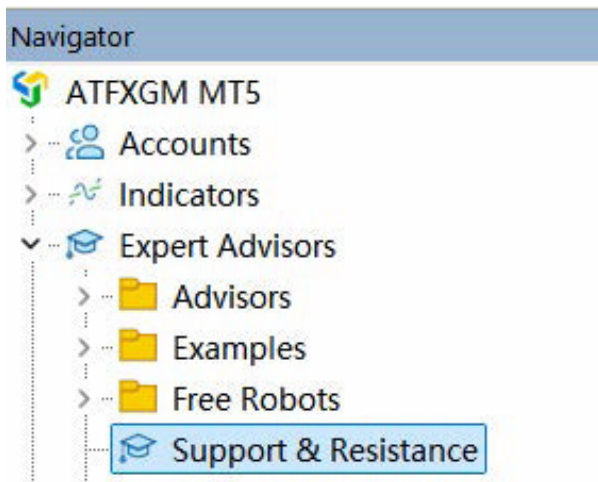 Navigator
ATFXGM MT5
Accounts
Indicators
Expert Advisors
Advisors
Examples
Free Robots
Support & Resistance